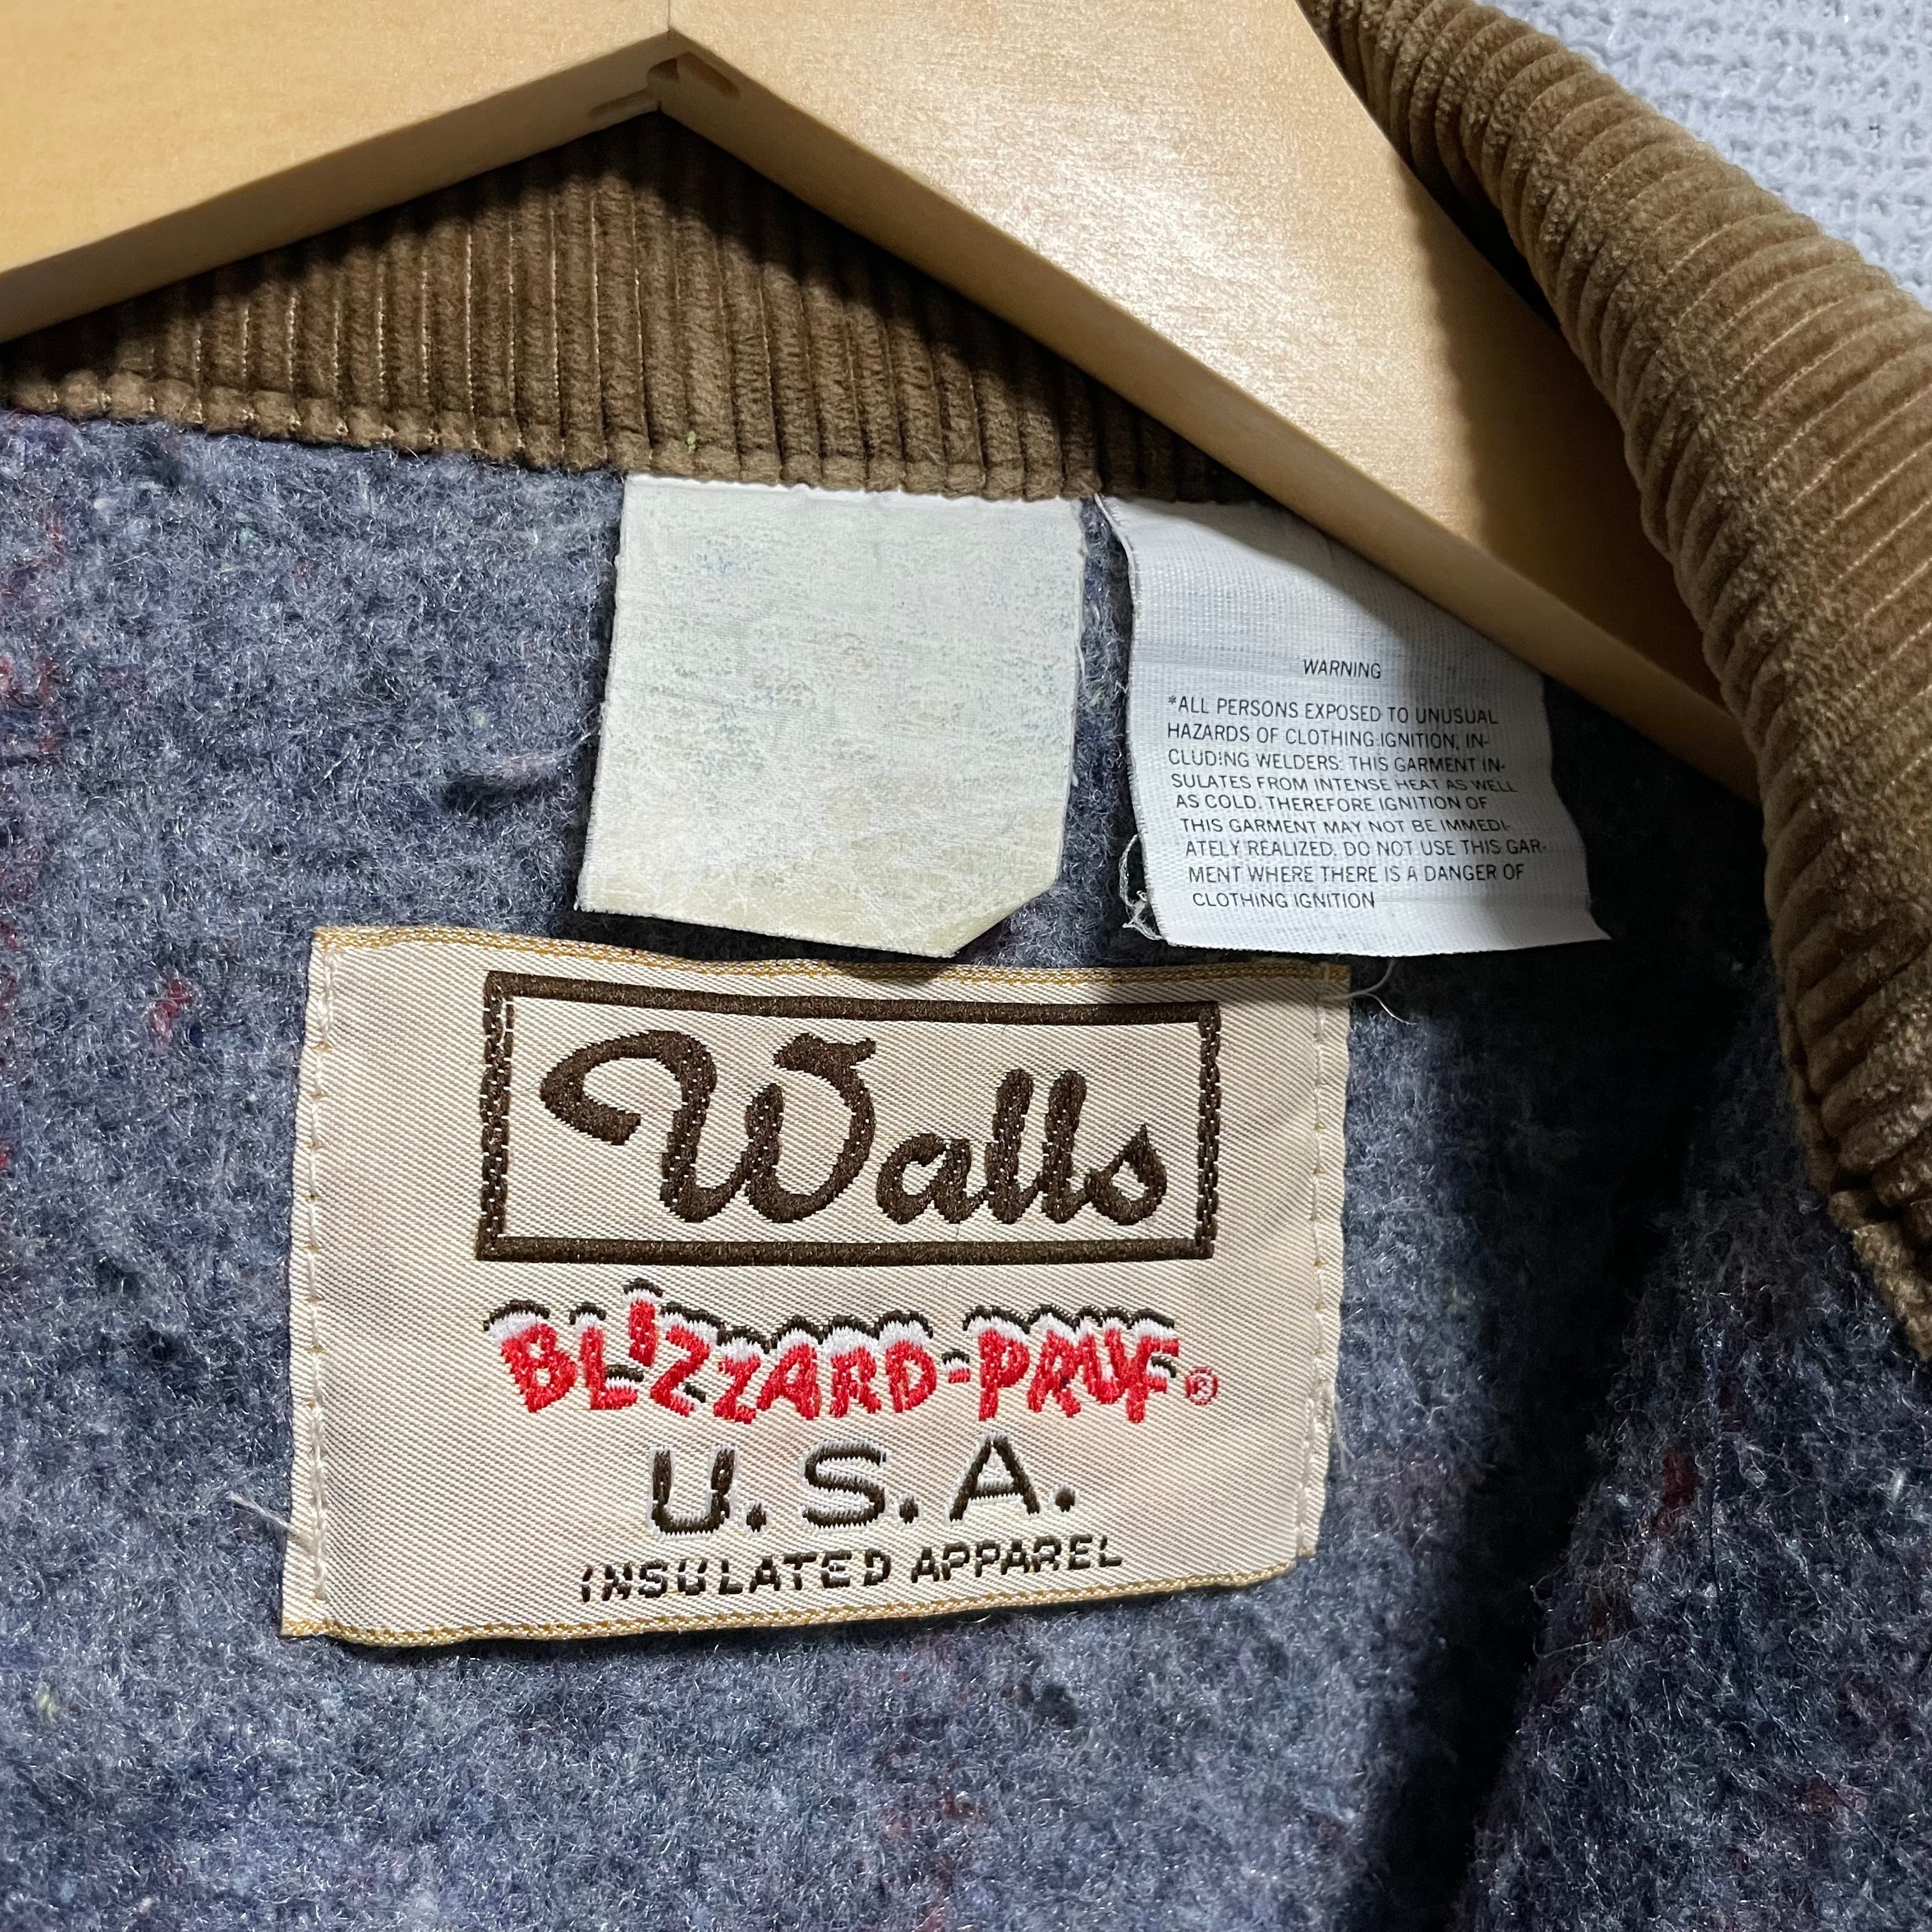 WARNING
*ALL PERSONS EXPOSED TO UNUSUAL
HAZARDS OF CLOTHING IGNITION, IN-
CLUDING WELDERS: THIS GARMENT IN-
SULATES FROM INTENSE HEAT AS WELL
AS COLD. THEREFORE IGNITION OF
THIS GARMENT MAY NOT BE IMMEDI-
ATELY REALIZED. DO NOT USE THIS GAR-
MENT WHERE THERE IS A DANGER OF
CLOTHING IGNITION
Walls
BLIZZARD-PRUF®
U.S.A.
INSULATED APPAREL